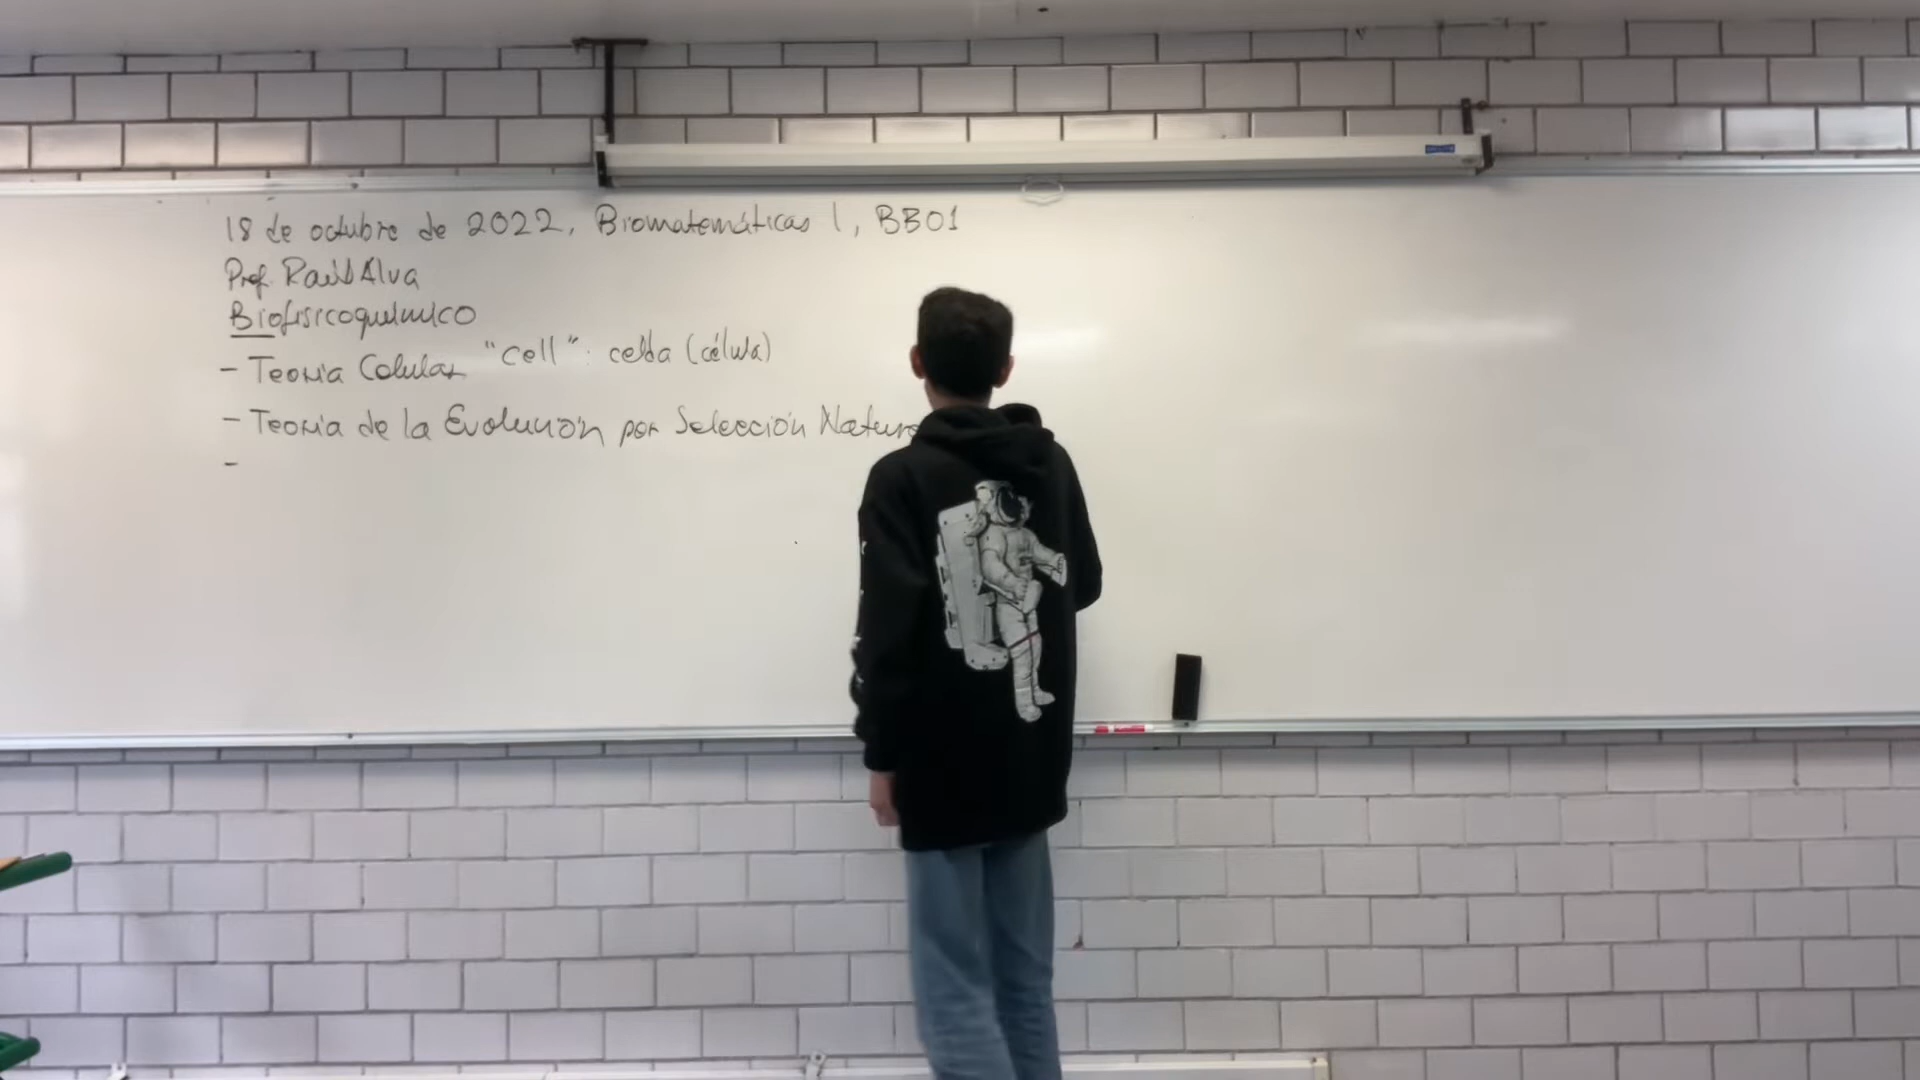 18 de octubre de 2022, Biomatemáticas I, BB01
Prof. Raúl Alva
Biofisicoquímico
- Teoría Celular "cell": celda (célula)
- Teoría de la Evolución por Selección Natura
-